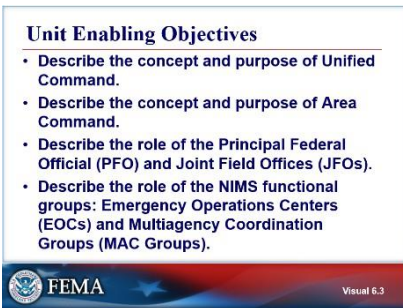 Unit Enabling Objectives
• Describe the concept and purpose of Unified
Command.
• Describe the concept and purpose of Area
Command.
• Describe the role of the Principal Federal
Official (PFO) and Joint Field Offices (JFOs).
• Describe the role of the NIMS functional
groups: Emergency Operations Centers
(EOCs) and Multiagency Coordination
Groups (MAC Groups).
FEMA
Visual 6.3